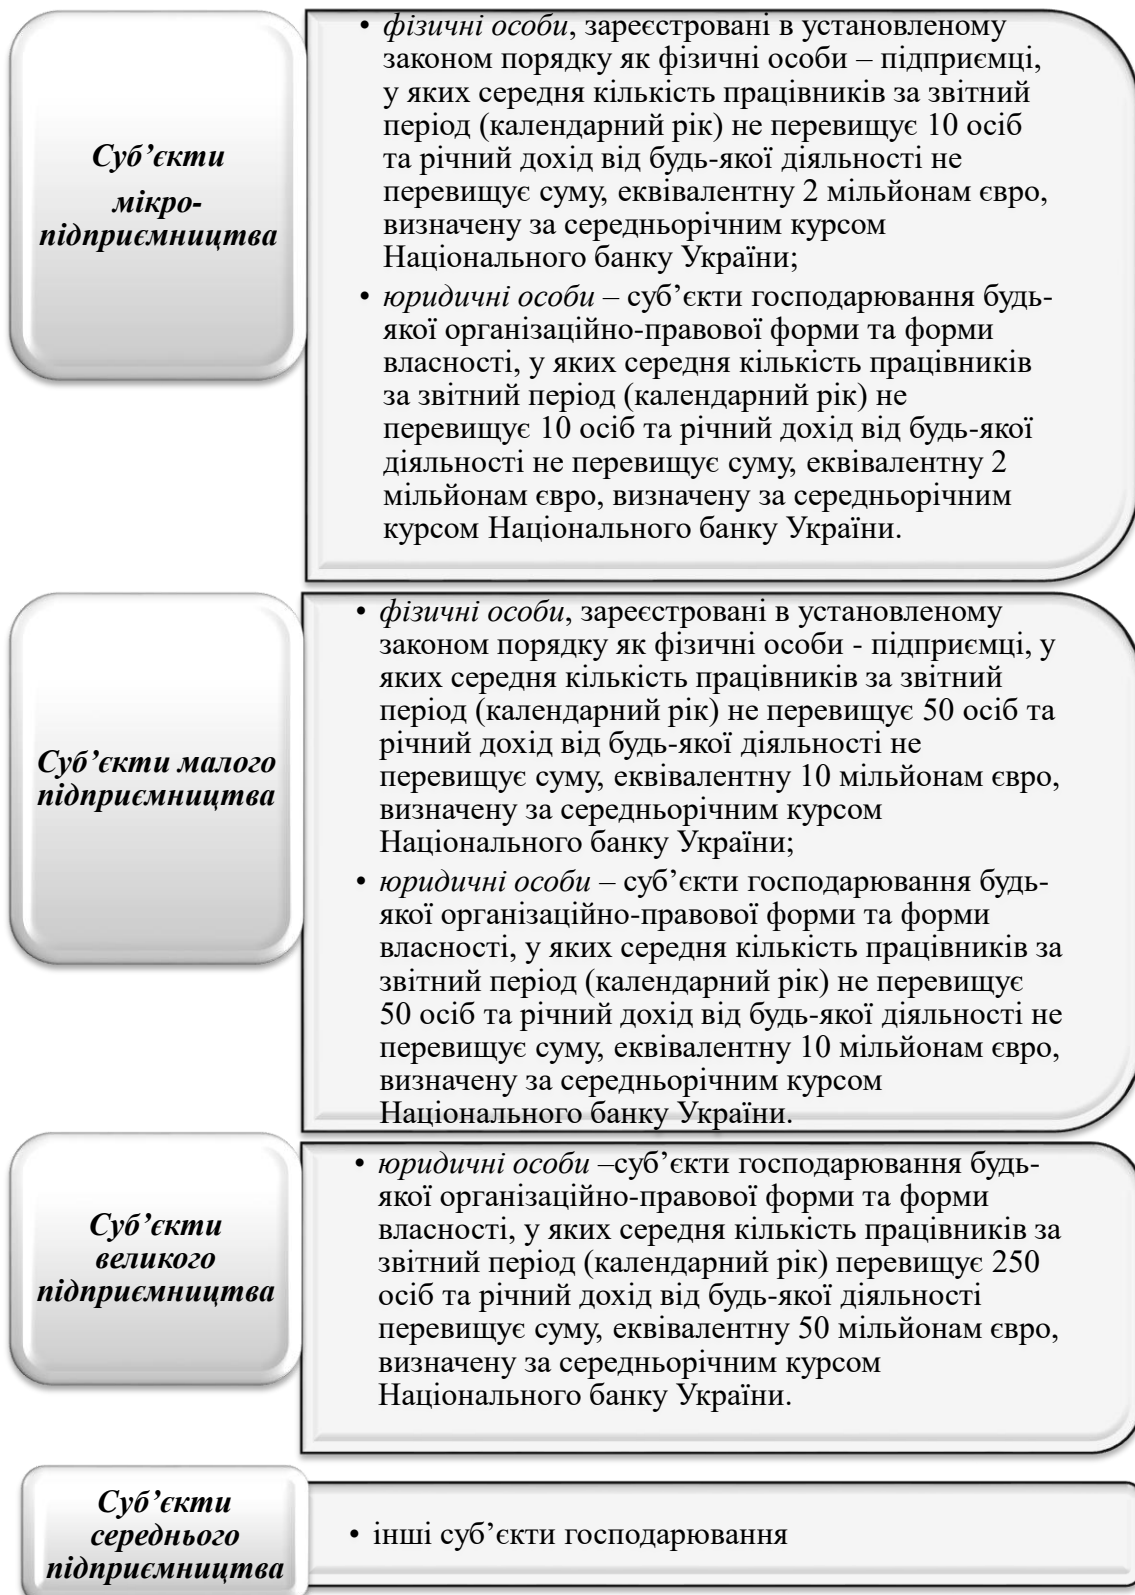 Суб’єкти
мікро-
підприємництва
• фізичні особи, зареєстровані в установленому
законом порядку як фізичні особи – підприємці,
у яких середня кількість працівників за звітний
період (календарний рік) не перевищує 10 осіб
та річний дохід від будь-якої діяльності не
перевищує суму, еквівалентну 2 мільйонам євро,
визначену за середньорічним курсом
Національного банку України;
• юридичні особи – суб’єкти господарювання будь-
якої організаційно-правової форми та форми
власності, у яких середня кількість працівників
за звітний період (календарний рік) не
перевищує 10 осіб та річний дохід від будь-якої
діяльності не перевищує суму, еквівалентну 2
мільйонам євро, визначену за середньорічним
курсом Національного банку України.
Суб’єкти малого
підприємництва
• фізичні особи, зареєстровані в установленому
законом порядку як фізичні особи - підприємці, у
яких середня кількість працівників за звітний
період (календарний рік) не перевищує 50 осіб та
річний дохід від будь-якої діяльності не
перевищує суму, еквівалентну 10 мільйонам євро,
визначену за середньорічним курсом
Національного банку України;
• юридичні особи – суб’єкти господарювання будь-
якої організаційно-правової форми та форми
власності, у яких середня кількість працівників за
звітний період (календарний рік) не перевищує
50 осіб та річний дохід від будь-якої діяльності не
перевищує суму, еквівалентну 10 мільйонам євро,
визначену за середньорічним курсом
Національного банку України.
Суб’єкти
великого
підприємництва
• юридичні особи –суб’єкти господарювання будь-
якої організаційно-правової форми та форми
власності, у яких середня кількість працівників за
звітний період (календарний рік) перевищує 250
осіб та річний дохід від будь-якої діяльності
перевищує суму, еквівалентну 50 мільйонам євро,
визначену за середньорічним курсом
Національного банку України.
Суб’єкти
середнього
підприємництва
• інші суб’єкти господарювання